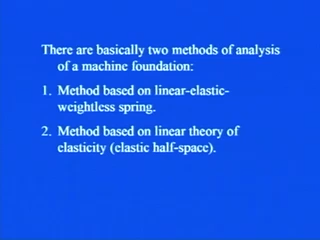 There are basically two methods of analysis
of a machine foundation:
1. Method based on linear-elastic-
weightless spring.
2. Method based on linear theory of
elasticity (elastic half-space).